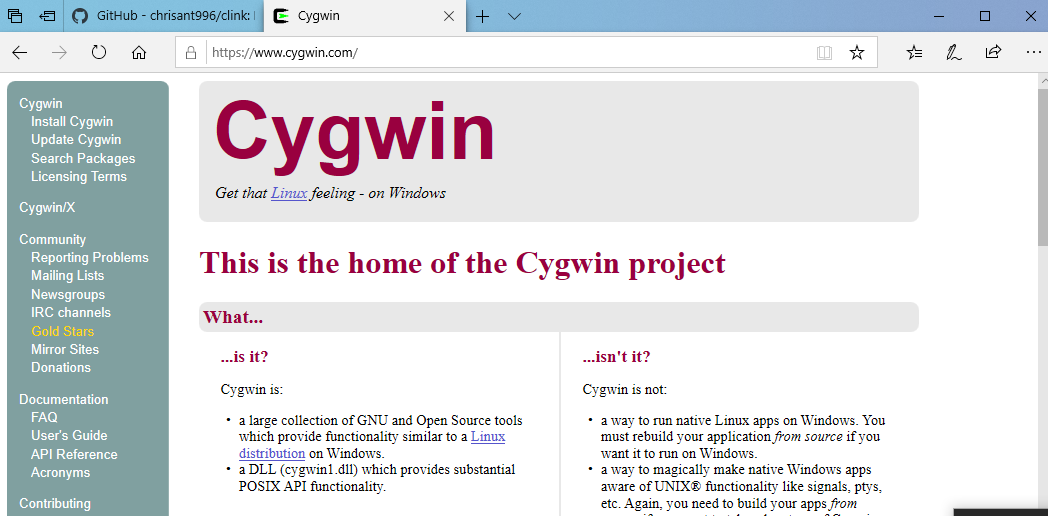 GitHub - chrisant996/clink:
Cygwin
https://www.cygwin.com/
Cygwin
Install Cygwin
Update Cygwin
Search Packages
Licensing Terms
Cygwin/X
Community
Reporting Problems
Mailing Lists
Newsgroups
IRC channels
Gold Stars
Mirror Sites
Donations
Documentation
FAQ
User's Guide
API Reference
Acronyms
Contributing
Cygwin
Get that Linux feeling - on Windows
This is the home of the Cygwin project
What...
...is it?
Cygwin is:
• a large collection of GNU and Open Source tools
which provide functionality similar to a Linux
distribution on Windows.
• a DLL (cygwin1.dll) which provides substantial
POSIX API functionality.
...isn't it?
Cygwin is not:
• a way to run native Linux apps on Windows. You
must rebuild your application from source if you
want it to run on Windows.
• a way to magically make native Windows apps
aware of UNIX® functionality like signals, ptys,
etc. Again, you need to build your apps from